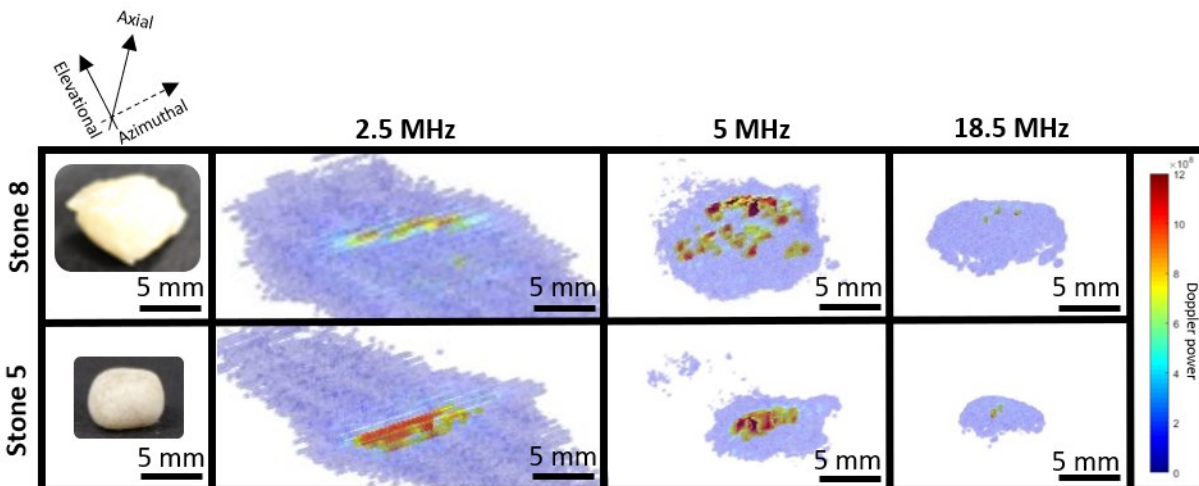 Axial
Elevational
Azimuthal
2.5 MHz
5 MHz
18.5 MHz
Stone 8
5 mm
5 mm
5 mm
5 mm
Stone 5
5 mm
5 mm
5 mm
5 mm
×10⁸
12
10
8
6
4
2
0
Doppler power